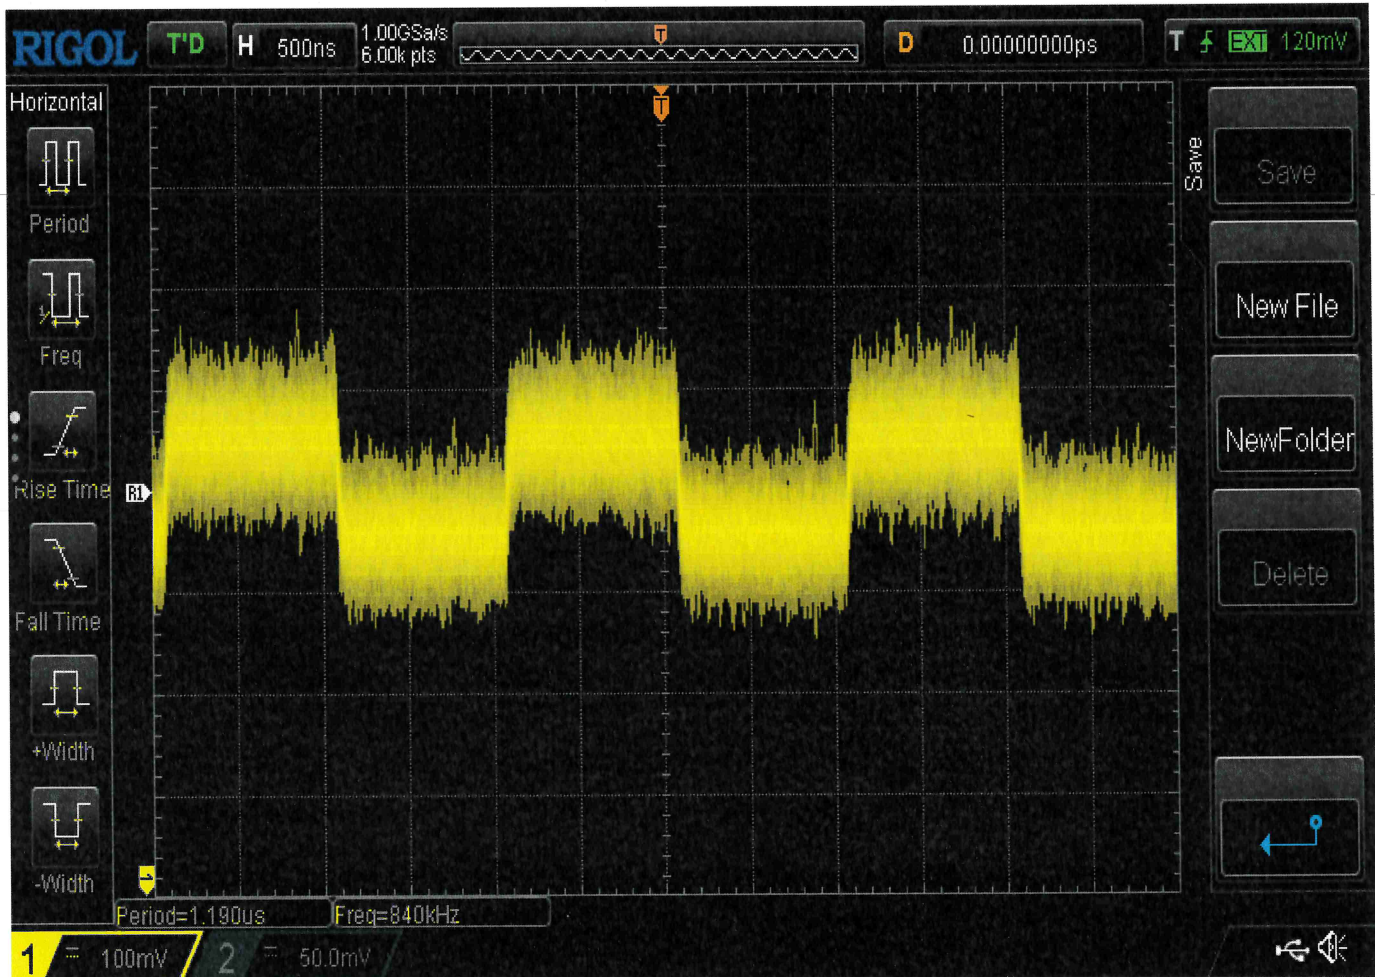 RIGOL T'D H 500ns 1.00GSa/s 6.00k pts T D 0.00000000ps T EXT 120mV
Horizontal
T
Save
Save
Period
New File
Freq
NewFolder
Rise Time
R1
Delete
Fall Time
+Width
-Width
Period=1.190us Freq=840kHz
1 100mV 2 50.0mV